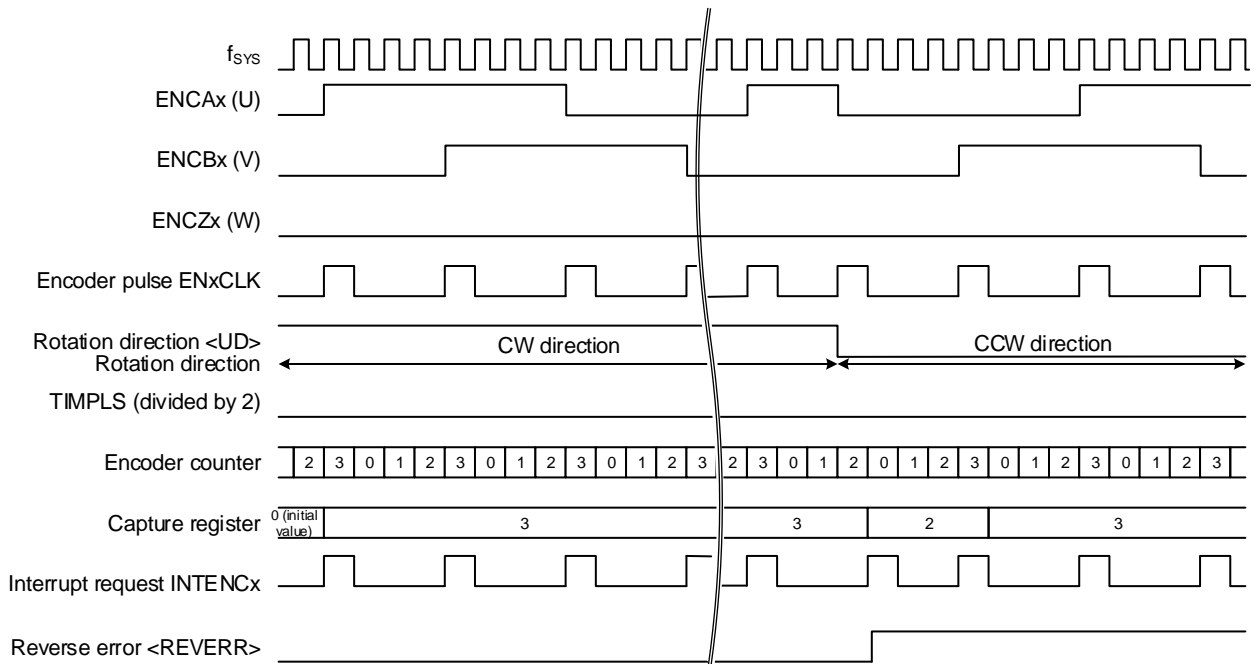 fSYS
ENCAx (U)
ENCBx (V)
ENCZx (W)
Encoder pulse ENxCLK
Rotation direction <UD>
Rotation direction
CW direction
CCW direction
TIMPLS (divided by 2)
Encoder counter 2 3 0 1 2 3 0 1 2 3 0 1 2 3 2 3 0 1 2 0 1 2 3 0 1 2 3 0 1 2 3
Capture register 0 (initial value) 3 3 2 3
Interrupt request INTENCx
Reverse error <REVERR>